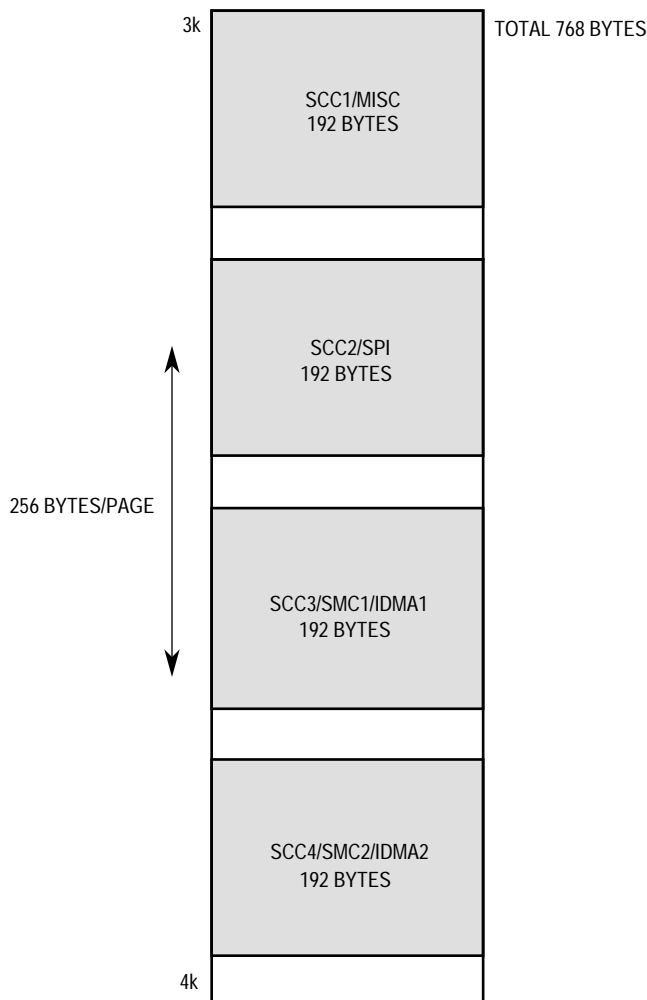 3k
TOTAL 768 BYTES
SCC1/MISC
192 BYTES
SCC2/SPI
192 BYTES
256 BYTES/PAGE
SCC3/SMC1/IDMA1
192 BYTES
SCC4/SMC2/IDMA2
192 BYTES
4k